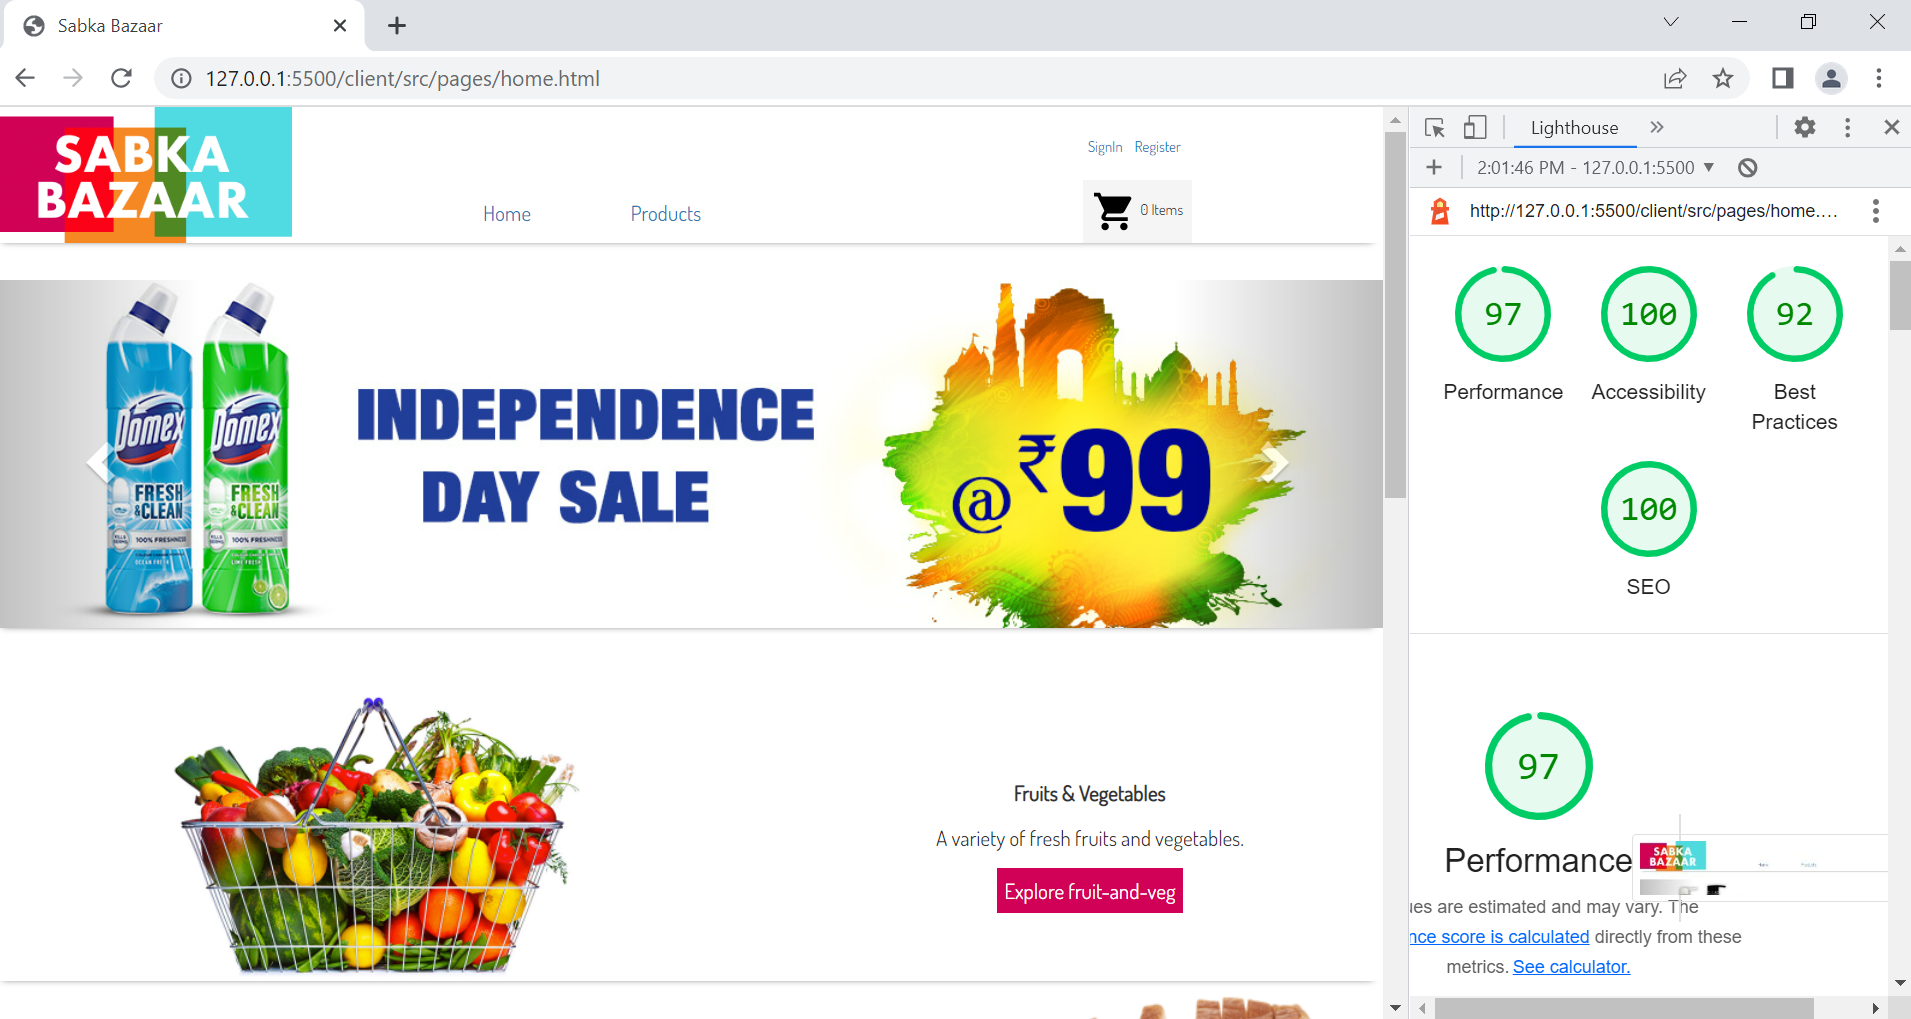 Sabka Bazaar
127.0.0.1:5500/client/src/pages/home.html
SABKA
BAZAAR
SignIn Register
Home Products
0 Items
Domex Domex
FRESH & CLEAN FRESH & CLEAN
100% FRESHNESS 100% FRESHNESS
OCEAN FRESH LIME FRESH
INDEPENDENCE
DAY SALE
@ ₹99
Fruits & Vegetables
A variety of fresh fruits and vegetables.
Explore fruit-and-veg
Lighthouse
2:01:46 PM - 127.0.0.1:5500
http://127.0.0.1:5500/client/src/pages/home....
97 100 92
Performance Accessibility Best
Practices
100
SEO
97
Performance
SABKA
BAZAAR
ues are estimated and may vary. The
nce score is calculated directly from these
metrics. See calculator.